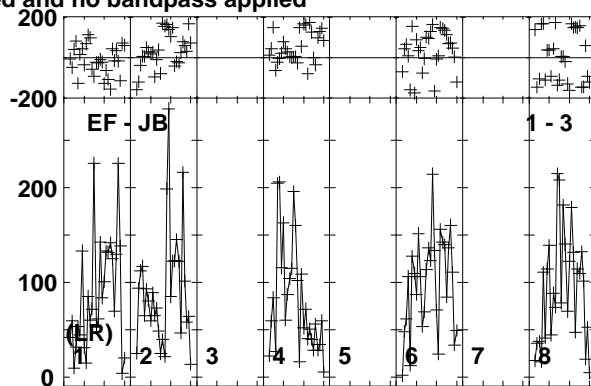 ed and no bandpass applied
200
-200
EF - JB 1 - 3
200
100
(LR)
1 2 3 4 5 6 7 8
0